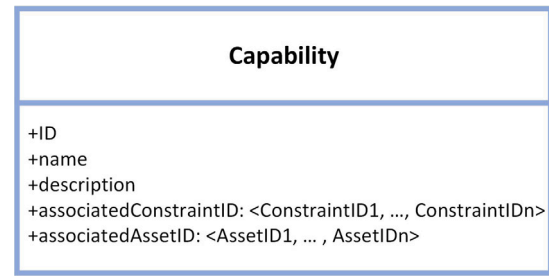 Capability
+ID
+name
+description
+associatedConstraintID: <ConstraintID1, ..., ConstraintIDn>
+associatedAssetID: <AssetID1, ... , AssetIDn>